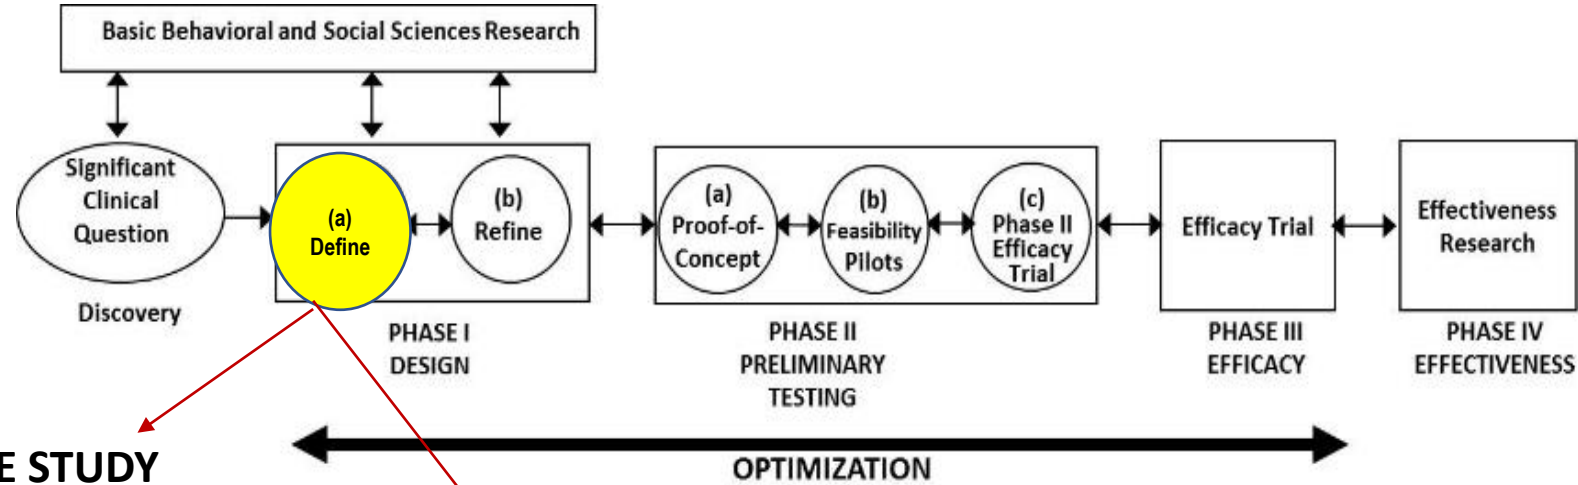 Basic Behavioral and Social Sciences Research
Significant
Clinical
Question
Discovery
(a)
Define
(b)
Refine
PHASE I
DESIGN
(a)
Proof-of-
Concept
(b)
Feasibility
Pilots
(c)
Phase II
Efficacy
Trial
PHASE II
PRELIMINARY
TESTING
Efficacy Trial
PHASE III
EFFICACY
Effectiveness
Research
PHASE IV
EFFECTIVENESS
E STUDY
OPTIMIZATION